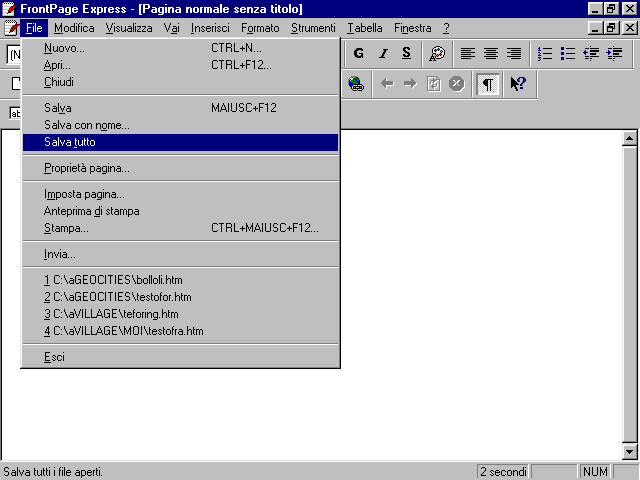 FrontPage Express - [Pagina normale senza titolo]
File Modifica Visualizza Vai Inserisci Formato Strumenti Tabella Finestra ?
(N
G I S
Nuovo... CTRL+N...
Apri... CTRL+F12...
Chiudi
Salva MAIUSC+F12
Salva con nome...
Salva tutto
Proprietà pagina...
Imposta pagina...
Anteprima di stampa
Stampa... CTRL+MAIUSC+F12...
Invia...
1 C:\aGEOCITIES\bolloli.htm
2 C:\aGEOCITIES\testofor.htm
3 C:\aVILLAGE\teforing.htm
4 C:\aVILLAGE\MOI\testofra.htm
Esci
Salva tutti i file aperti. 2 secondi NUM